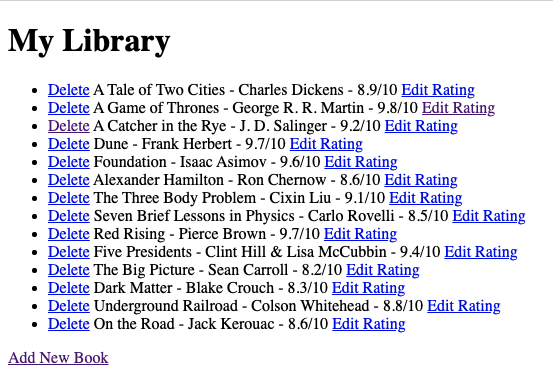 My Library
Delete A Tale of Two Cities - Charles Dickens - 8.9/10 Edit Rating
Delete A Game of Thrones - George R. R. Martin - 9.8/10 Edit Rating
Delete A Catcher in the Rye - J. D. Salinger - 9.2/10 Edit Rating
Delete Dune - Frank Herbert - 9.7/10 Edit Rating
Delete Foundation - Isaac Asimov - 9.6/10 Edit Rating
Delete Alexander Hamilton - Ron Chernow - 8.6/10 Edit Rating
Delete The Three Body Problem - Cixin Liu - 9.1/10 Edit Rating
Delete Seven Brief Lessons in Physics - Carlo Rovelli - 8.5/10 Edit Rating
Delete Red Rising - Pierce Brown - 9.7/10 Edit Rating
Delete Five Presidents - Clint Hill & Lisa McCubbin - 9.4/10 Edit Rating
Delete The Big Picture - Sean Carroll - 8.2/10 Edit Rating
Delete Dark Matter - Blake Crouch - 8.3/10 Edit Rating
Delete Underground Railroad - Colson Whitehead - 8.8/10 Edit Rating
Delete On the Road - Jack Kerouac - 8.6/10 Edit Rating
Add New Book